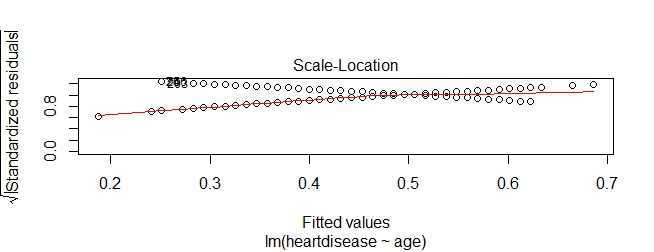 Scale-Location
√|Standardized residuals|
0.8
0.0
0.2
0.3
0.4
0.5
0.6
0.7
Fitted values
lm(heartdisease ~ age)